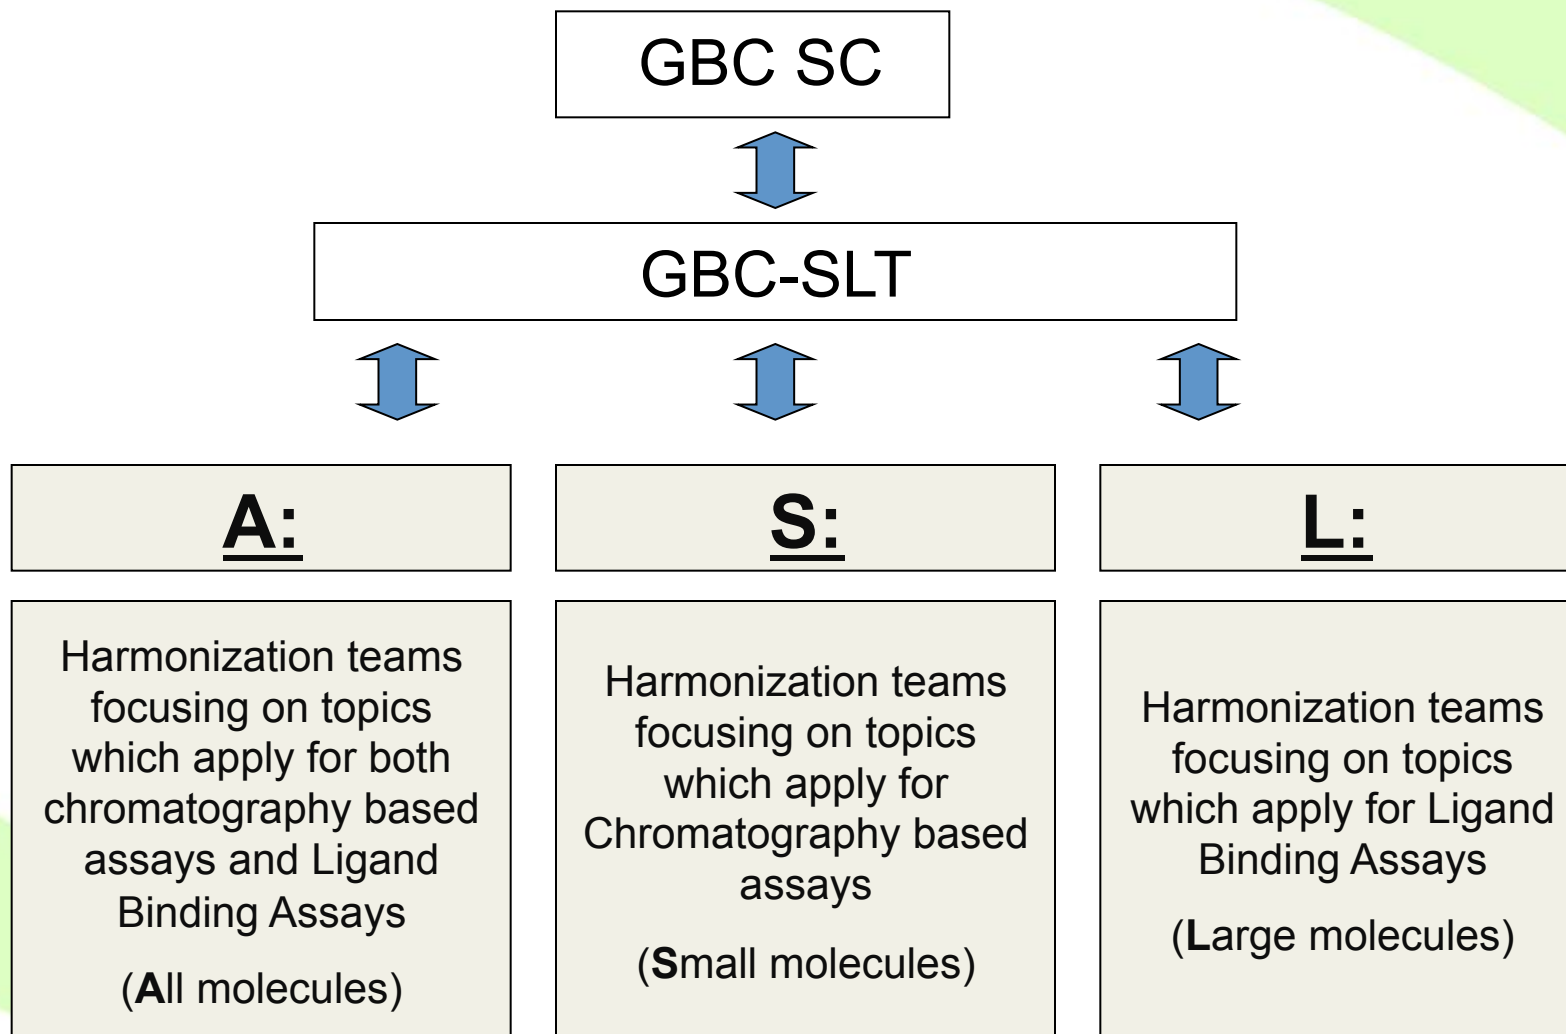 GBC SC
GBC-SLT
A:
Harmonization teams
focusing on topics
which apply for both
chromatography based
assays and Ligand
Binding Assays
(All molecules)
S:
Harmonization teams
focusing on topics
which apply for
Chromatography based
assays
(Small molecules)
L:
Harmonization teams
focusing on topics
which apply for Ligand
Binding Assays
(Large molecules)